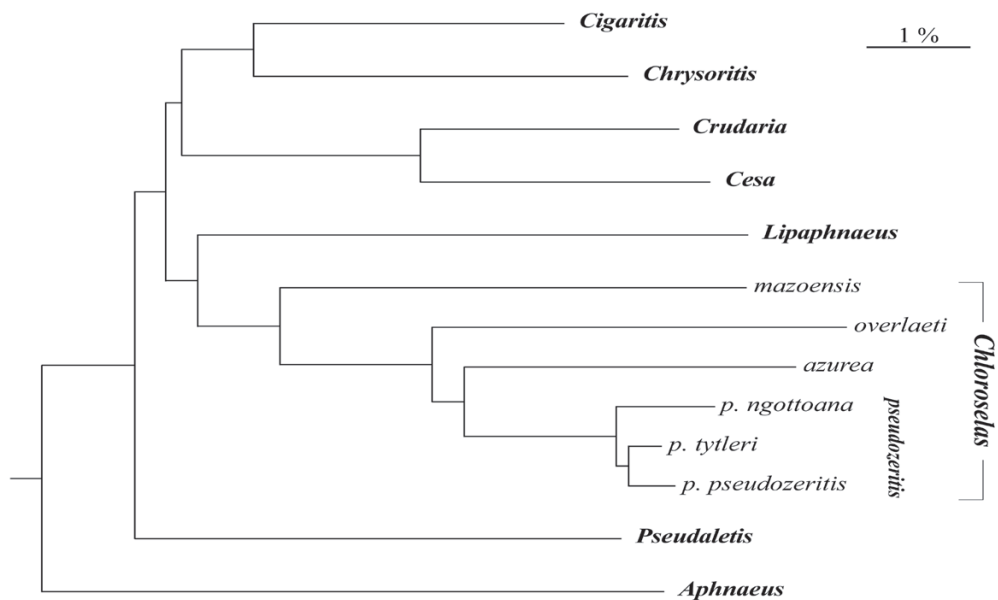 Cigaritis
1 %
Chrysoritis
Crudaria
Cesa
Lipaphnaeus
mazoensis
overlaeti
azurea
p. ngottoana
p. tytleri
p. pseudozeritis
pseudozeritis
Chloroselas
Pseudaletis
Aphnaeus